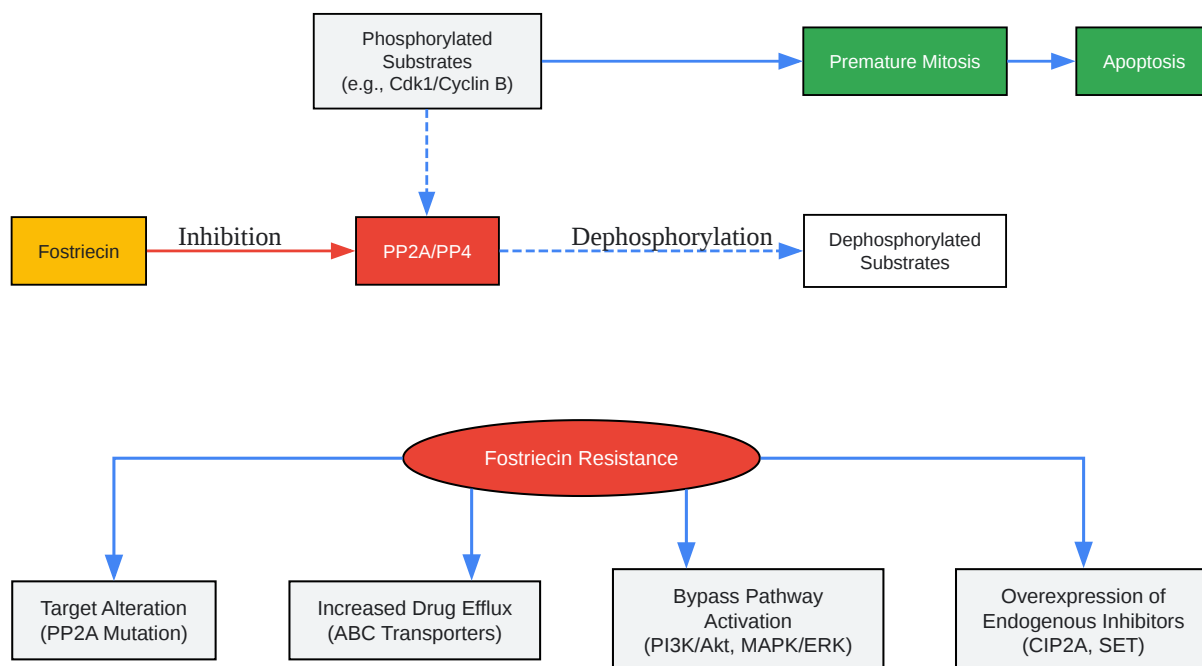 Phosphorylated
Substrates
(e.g., Cdk1/Cyclin B)
Premature Mitosis
Apoptosis
Fostriecin
Inhibition
PP2A/PP4
Dephosphorylation
Dephosphorylated
Substrates
Fostriecin Resistance
Target Alteration
(PP2A Mutation)
Increased Drug Efflux
(ABC Transporters)
Bypass Pathway
Activation
(PI3K/Akt, MAPK/ERK)
Overexpression of
Endogenous Inhibitors
(CIP2A, SET)